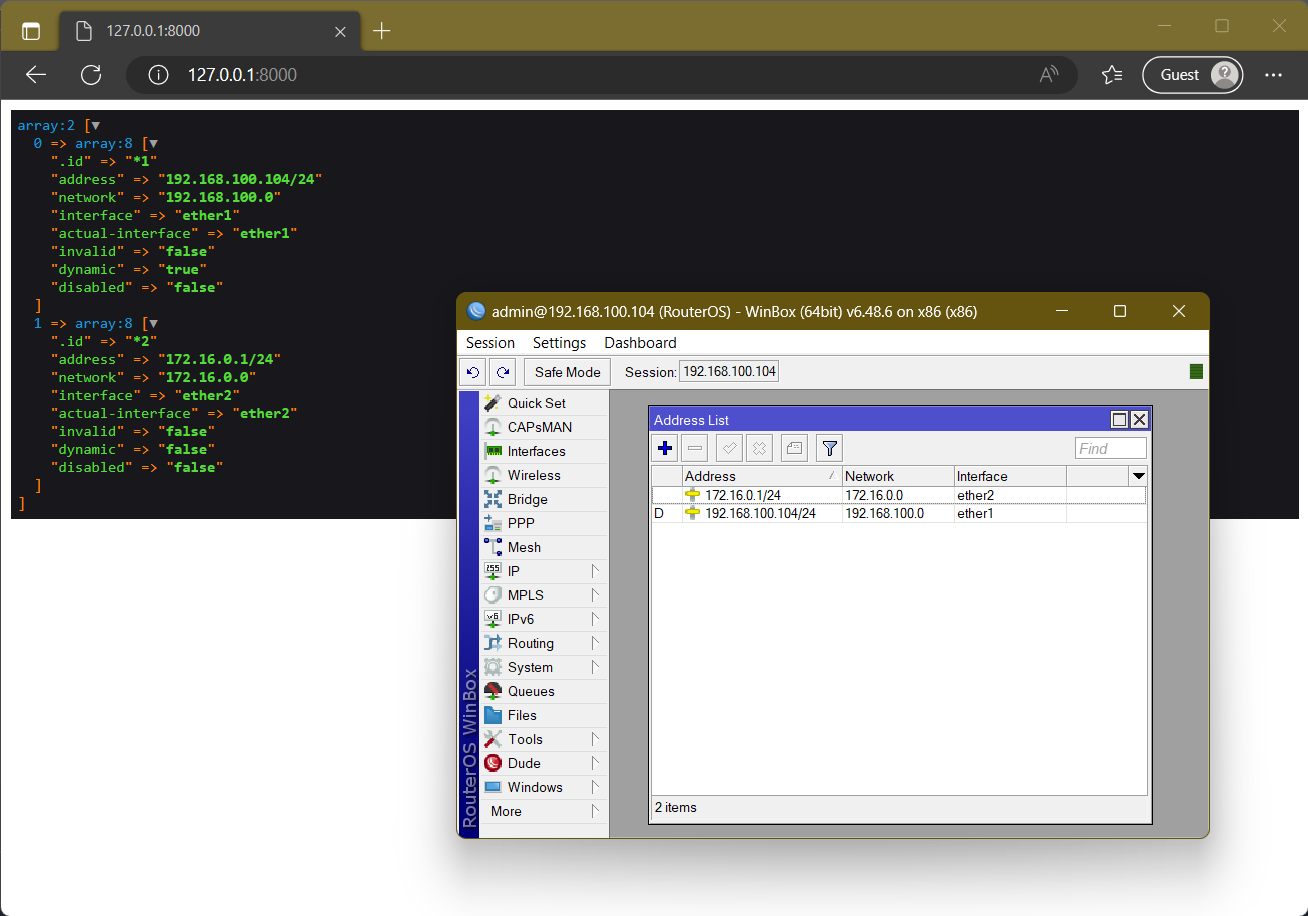 127.0.0.1:8000
127.0.0.1:8000
Guest
array:2 [▼
  0 => array:8 [▼
    ".id" => "*1"
    "address" => "192.168.100.104/24"
    "network" => "192.168.100.0"
    "interface" => "ether1"
    "actual-interface" => "ether1"
    "invalid" => "false"
    "dynamic" => "true"
    "disabled" => "false"
  ]
  1 => array:8 [▼
    ".id" => "*2"
    "address" => "172.16.0.1/24"
    "network" => "172.16.0.0"
    "interface" => "ether2"
    "actual-interface" => "ether2"
    "invalid" => "false"
    "dynamic" => "false"
    "disabled" => "false"
  ]
]
admin@192.168.100.104 (RouterOS) - WinBox (64bit) v6.48.6 on x86 (x86)
Session Settings Dashboard
Safe Mode Session: 192.168.100.104
RouterOS WinBox
Quick Set
CAPsMAN
Interfaces
Wireless
Bridge
PPP
Mesh
IP
MPLS
IPv6
Routing
System
Queues
Files
Tools
Dude
Windows
More
Address List
Find
Address Network Interface
172.16.0.1/24 172.16.0.0 ether2
D 192.168.100.104/24 192.168.100.0 ether1
2 items